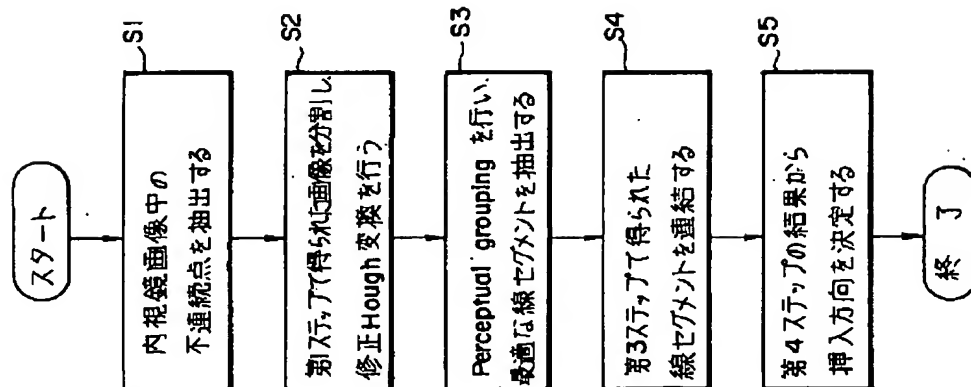 スタート
S1
内視鏡画像中の
不連続点を抽出する
S2
第1ステップで得られた画像を分割し、
修正Hough変換を行う
S3
Perceptual grouping を行い、
最適な線セグメントを抽出する
S4
第3ステップで得られた
線セグメントを連結する
S5
第4ステップの結果から
挿入方向を決定する
終 了